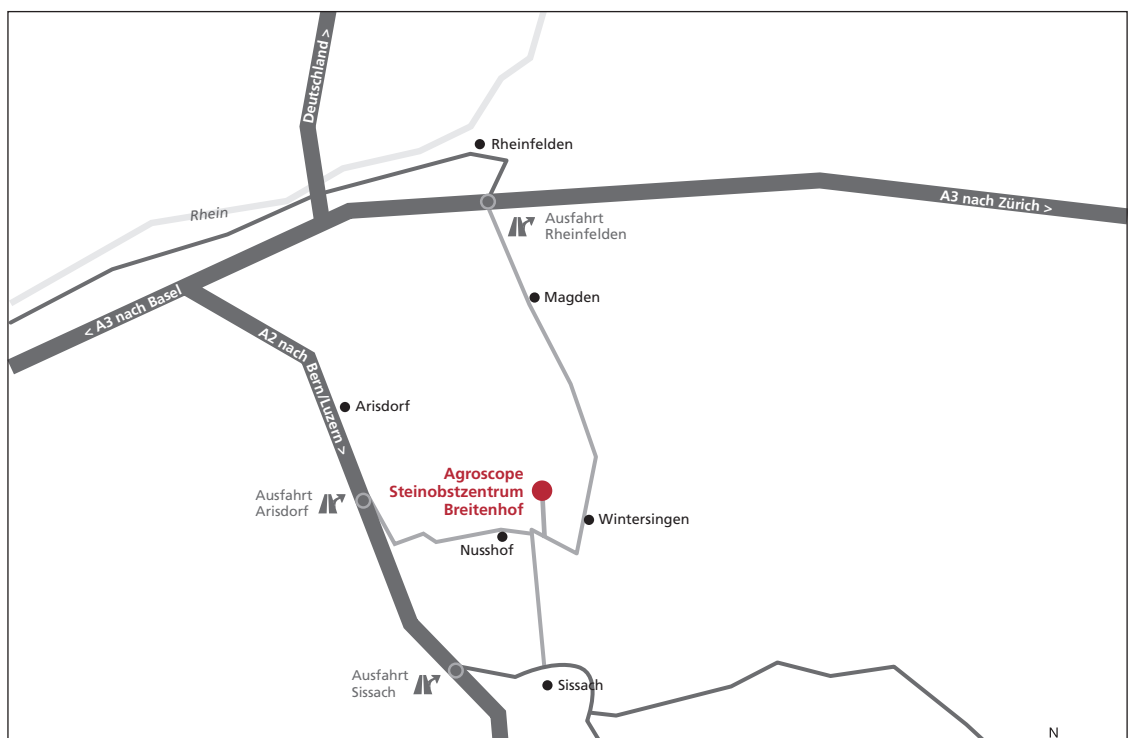 Deutschland >
Rheinfelden
Rhein
A3 nach Zürich >
Ausfahrt
Rheinfelden
< A3 nach Basel
Magden
A2 nach Bern/Luzern >
Arisdorf
Agroscope
Steinobstzentrum
Breitenhof
Ausfahrt
Arisdorf
Wintersingen
Nusshof
Ausfahrt
Sissach
Sissach
N